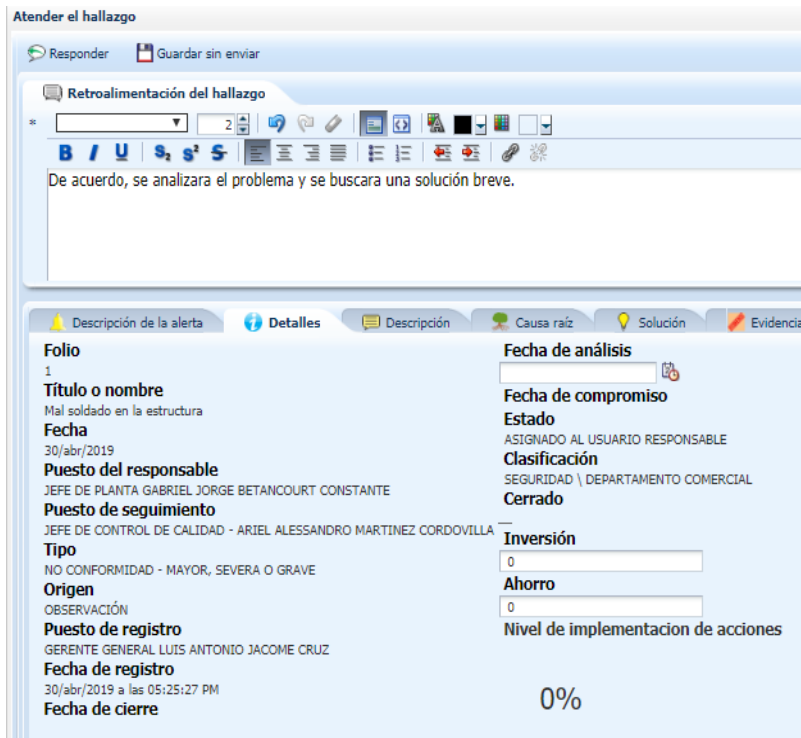 Atender el hallazgo
Responder Guardar sin enviar
Retroalimentación del hallazgo
* 2
B I U S₂ S² S
De acuerdo, se analizara el problema y se buscara una solución breve.
Descripción de la alerta Detalles Descripción Causa raíz Solución Evidencia
Folio
1
Título o nombre
Mal soldado en la estructura
Fecha
30/abr/2019
Puesto del responsable
JEFE DE PLANTA GABRIEL JORGE BETANCOURT CONSTANTE
Puesto de seguimiento
JEFE DE CONTROL DE CALIDAD - ARIEL ALESSANDRO MARTINEZ CORDOVILLA
Tipo
NO CONFORMIDAD - MAYOR, SEVERA O GRAVE
Origen
OBSERVACIÓN
Puesto de registro
GERENTE GENERAL LUIS ANTONIO JACOME CRUZ
Fecha de registro
30/abr/2019 a las 05:25:27 PM
Fecha de cierre
Fecha de análisis
Fecha de compromiso
Estado
ASIGNADO AL USUARIO RESPONSABLE
Clasificación
SEGURIDAD \ DEPARTAMENTO COMERCIAL
Cerrado
Inversión
0
Ahorro
0
Nivel de implementacion de acciones
0%